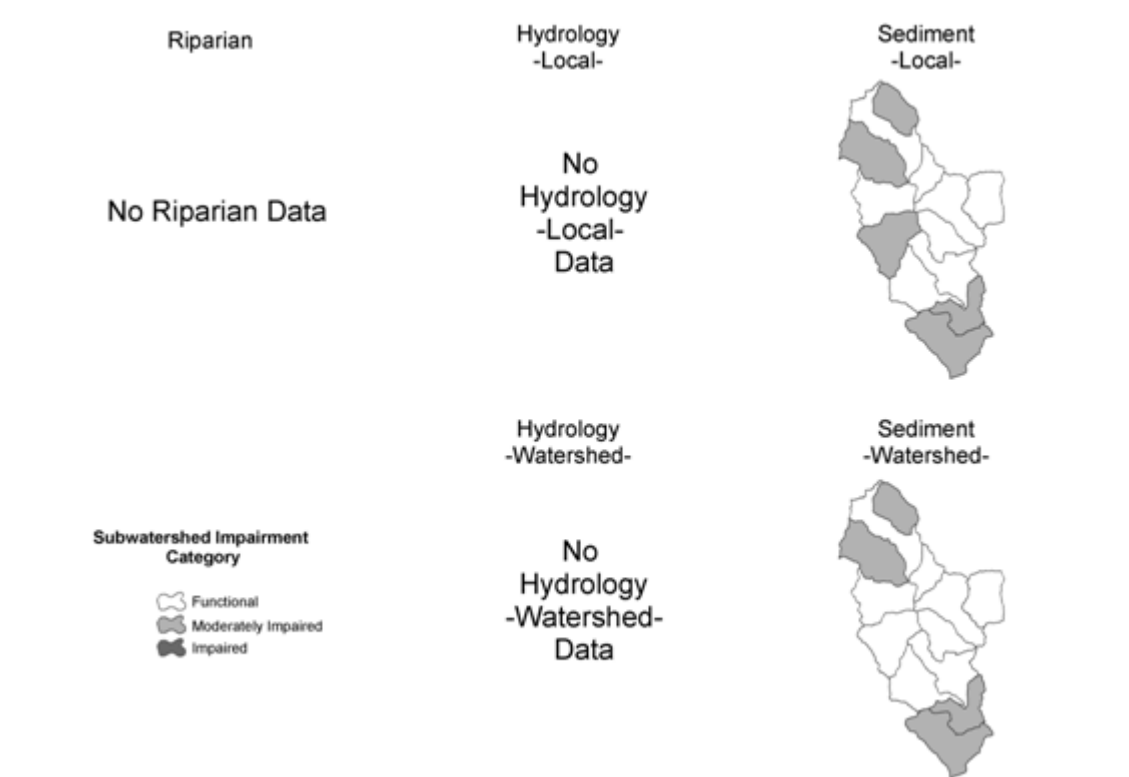 Riparian
Hydrology
-Local-
Sediment
-Local-
No Riparian Data
No
Hydrology
-Local-
Data
Hydrology
-Watershed-
Sediment
-Watershed-
Subwatershed Impairment
Category
Functional
Moderately Impaired
Impaired
No
Hydrology
-Watershed-
Data